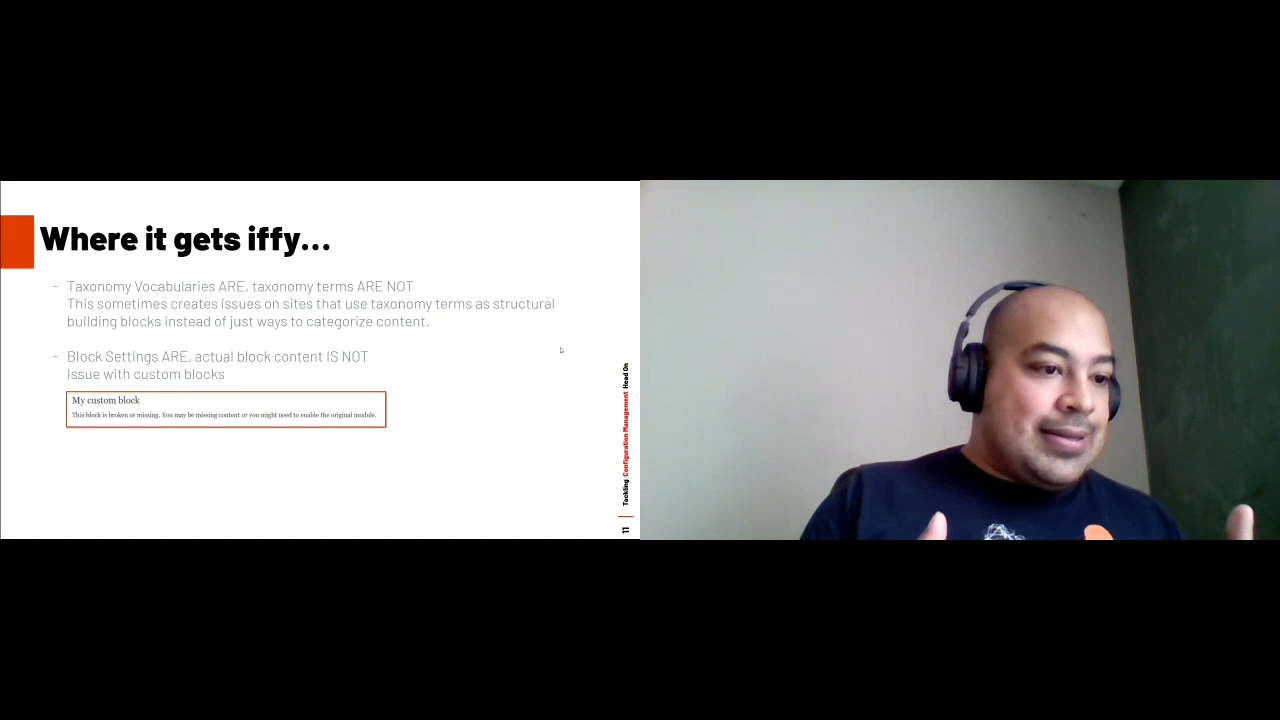 Where it gets iffy...
- Taxonomy Vocabularies ARE, taxonomy terms ARE NOT
This sometimes creates issues on sites that use taxonomy terms as structural
building blocks instead of just ways to categorize content.
- Block Settings ARE, actual block content IS NOT
Issue with custom blocks
My custom block
This block is broken or missing. You may be missing content or you might need to enable the original module.
11 Tackling Configuration Management Head On